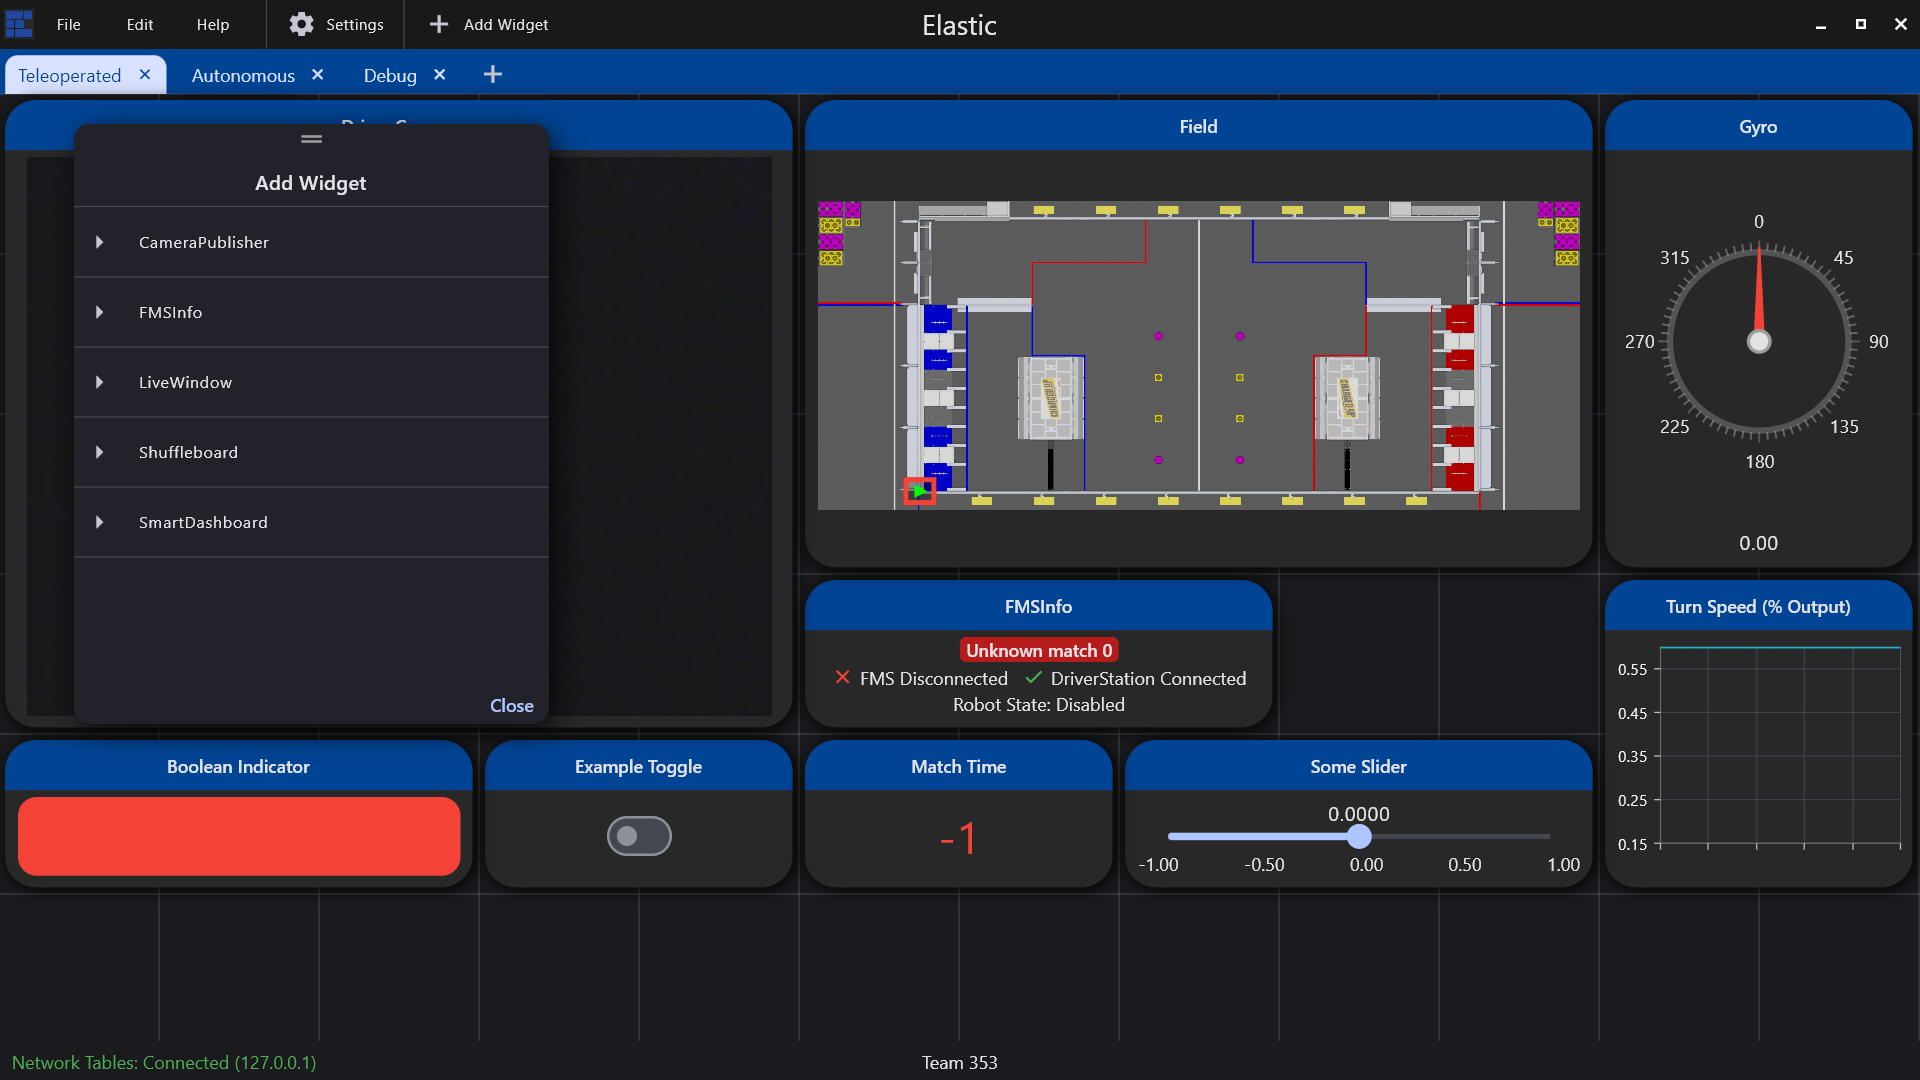 File Edit Help Settings Add Widget Elastic
Teleoperated Autonomous Debug
Add Widget
CameraPublisher
FMSInfo
LiveWindow
Shuffleboard
SmartDashboard
Close
Field
Gyro
0
45
90
135
180
225
270
315
0.00
FMSInfo
Unknown match 0
FMS Disconnected DriverStation Connected
Robot State: Disabled
Turn Speed (% Output)
0.55
0.45
0.35
0.25
0.15
Boolean Indicator
Example Toggle
Match Time
-1
Some Slider
0.0000
-1.00 -0.50 0.00 0.50 1.00
Network Tables: Connected (127.0.0.1)
Team 353